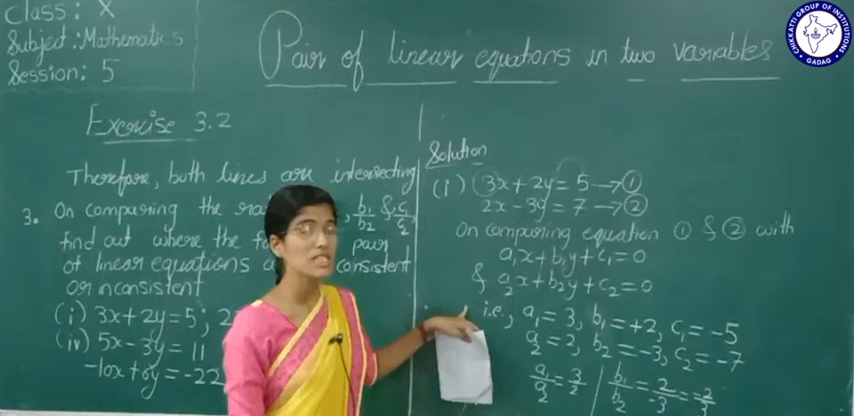 Class: X
Subject: Mathematics
Session: 5
Pair of linear equations in two variables
CHIKKATTI GROUP OF INSTITUTIONS
GADAG
Exercise 3.2
Therefore, both lines are intersecting
3. On comparing the b₁/b₂ & c₁/c₂
find out where the pair
of linear equations consistent
or inconsistent
(i) 3x+2y=5; 2
(iv) 5x-3y=11
-10x+6y=-22
Solution
(i) 3x+2y=5→①
2x-3y=7→②
On comparing equation ① & ② with
a₁x+b₁y+c₁=0
& a₂x+b₂y+c₂=0
i.e., a₁=3, b₁=+2, c₁=-5
a₂=2, b₂=-3, c₂=-7
a₁/a₂=3/2 / b₁/b₂=2/-3=-2/3